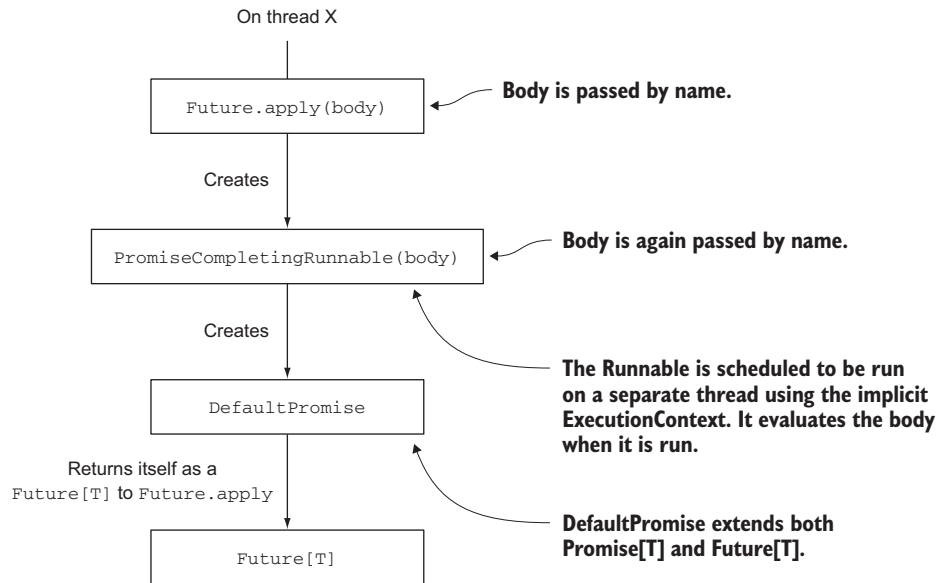 On thread X
Future.apply(body)
Body is passed by name.
Creates
PromiseCompletingRunnable(body)
Body is again passed by name.
Creates
The Runnable is scheduled to be run
on a separate thread using the implicit
ExecutionContext. It evaluates the body
when it is run.
DefaultPromise
Returns itself as a
Future[T] to Future.apply
DefaultPromise extends both
Promise[T] and Future[T].
Future[T]